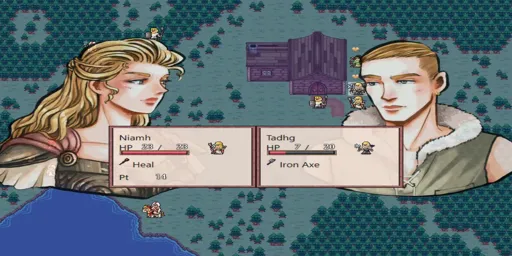 Niamh
HP 23 / 23
Heal
Pt 14
Tadhg
HP 7 / 20
Iron Axe